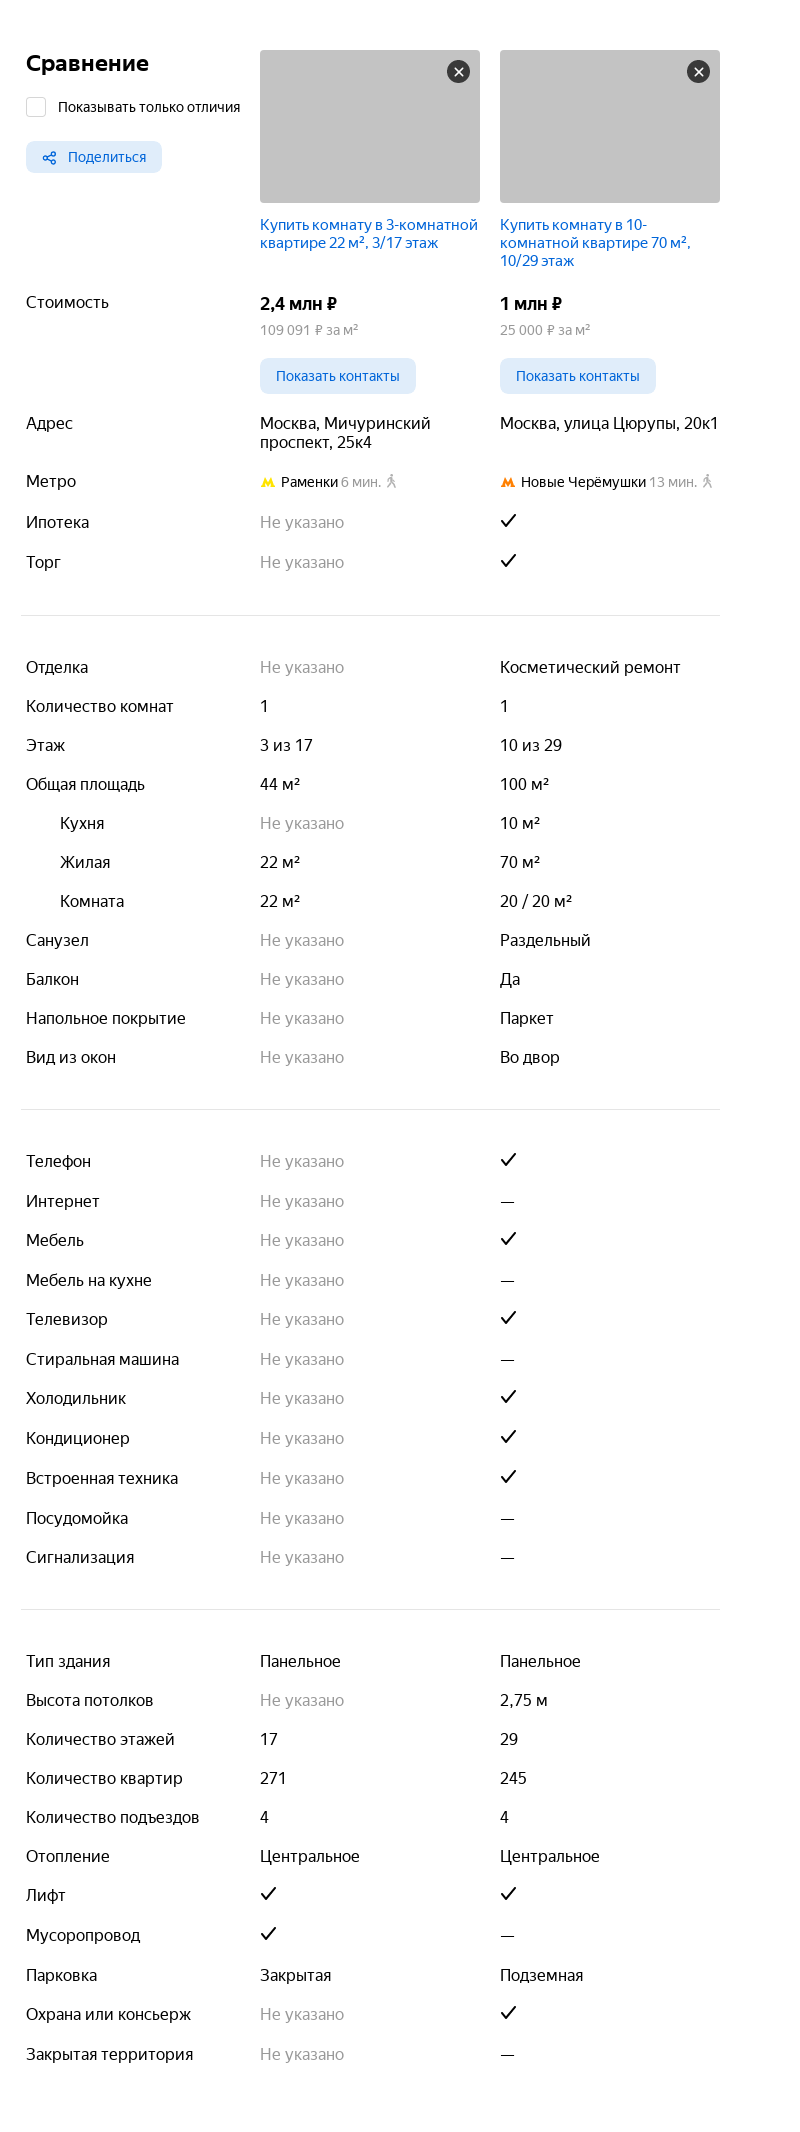 Сравнение
Показывать только отличия
Поделиться
Купить комнату в 3-комнатной
квартире 22 м², 3/17 этаж
Купить комнату в 10-
комнатной квартире 70 м²,
10/29 этаж
Стоимость
2,4 млн ₽
1 млн ₽
109 091 ₽ за м²
25 000 ₽ за м²
Показать контакты
Показать контакты
Адрес
Москва, Мичуринский
проспект, 25к4
Москва, улица Цюрупы, 20к1
Метро
Раменки 6 мин.
Новые Черёмушки 13 мин.
Ипотека
Не указано
Торг
Не указано
Отделка
Не указано
Косметический ремонт
Количество комнат
1
1
Этаж
3 из 17
10 из 29
Общая площадь
44 м²
100 м²
Кухня
Не указано
10 м²
Жилая
22 м²
70 м²
Комната
22 м²
20 / 20 м²
Санузел
Не указано
Раздельный
Балкон
Не указано
Да
Напольное покрытие
Не указано
Паркет
Вид из окон
Не указано
Во двор
Телефон
Не указано
Интернет
Не указано
—
Мебель
Не указано
Мебель на кухне
Не указано
—
Телевизор
Не указано
Стиральная машина
Не указано
—
Холодильник
Не указано
Кондиционер
Не указано
Встроенная техника
Не указано
Посудомойка
Не указано
—
Сигнализация
Не указано
—
Тип здания
Панельное
Панельное
Высота потолков
Не указано
2,75 м
Количество этажей
17
29
Количество квартир
271
245
Количество подъездов
4
4
Отопление
Центральное
Центральное
Лифт
Мусоропровод
—
Парковка
Закрытая
Подземная
Охрана или консьерж
Не указано
Закрытая территория
Не указано
—